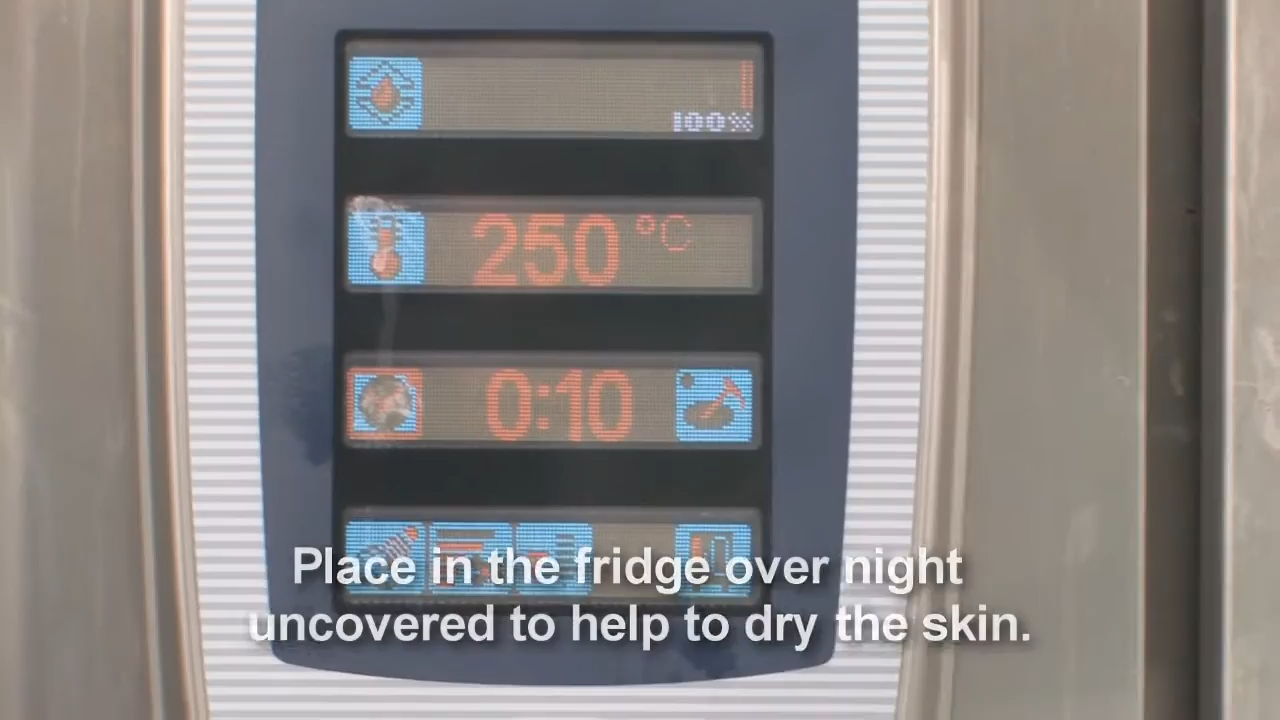 100%
250 °C
0:10
Place in the fridge over night
uncovered to help to dry the skin.